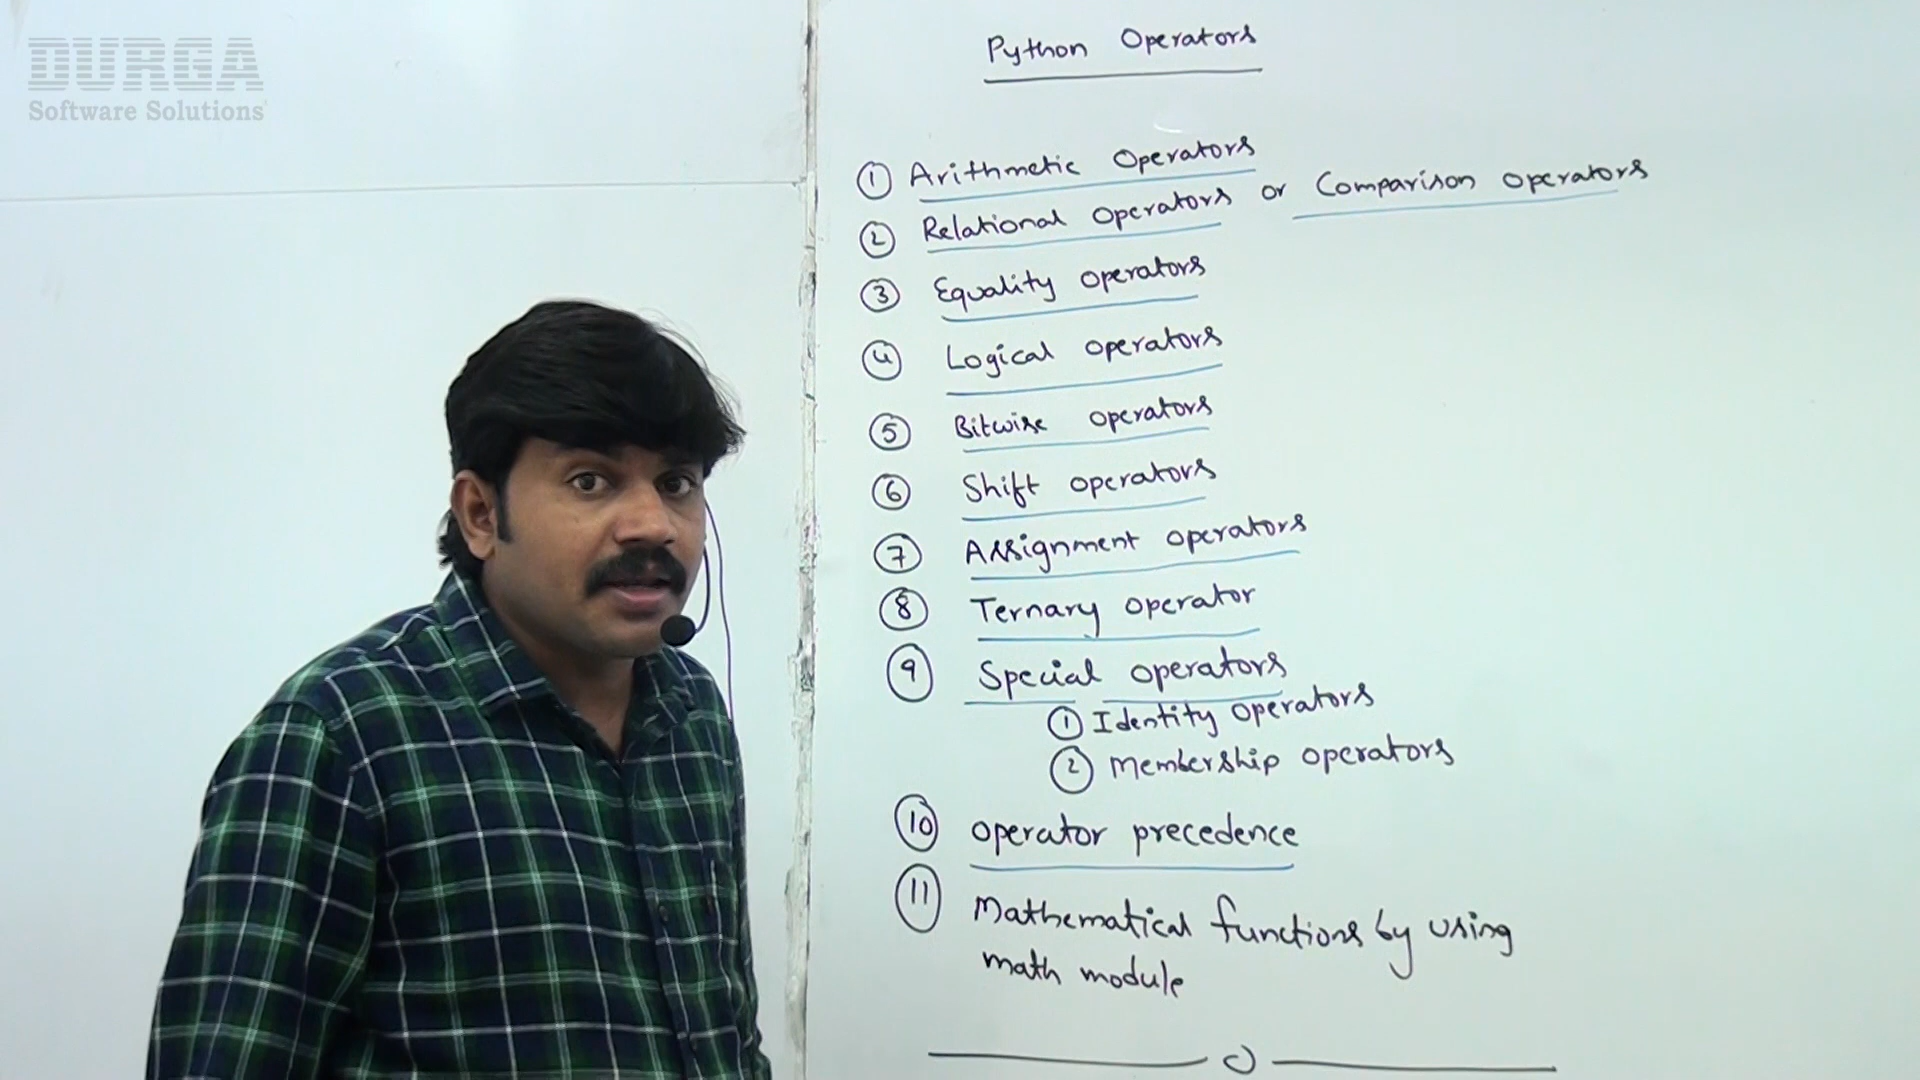 DURGA
Software Solutions
Python Operators
① Arithmetic Operators
② Relational operators or Comparison operators
③ Equality operators
④ Logical operators
⑤ Bitwise operators
⑥ Shift operators
⑦ Assignment operators
⑧ Ternary operator
⑨ Special operators
① Identity operators
② Membership operators
⑩ operator precedence
⑪ Mathematical functions by using
math module